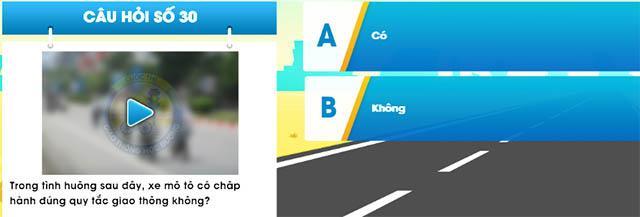 CÂU HỎI SỐ 30
Trong tình huống sau đây, xe mô tô có chấp
hành đúng quy tắc giao thông không?
A Có
B Không